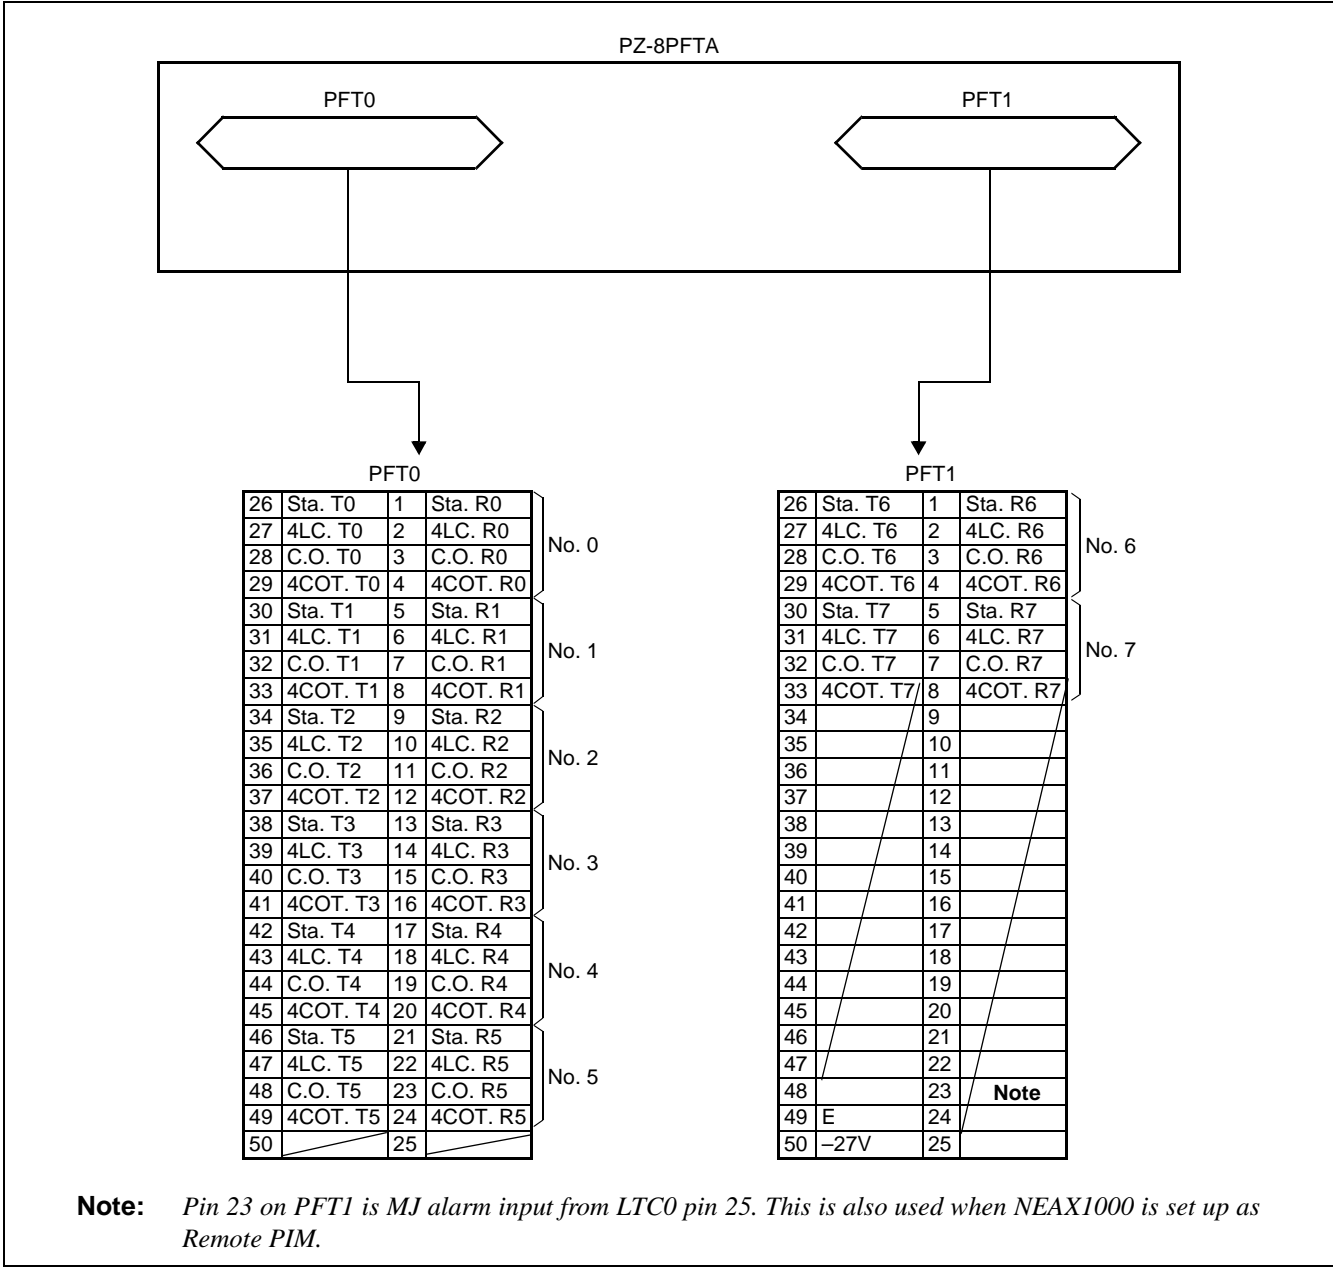 PZ-8PFTA
PFT0 PFT1
PFT0
26 Sta. T0 1 Sta. R0
27 4LC. T0 2 4LC. R0
28 C.O. T0 3 C.O. R0
29 4COT. T0 4 4COT. R0
No. 0
30 Sta. T1 5 Sta. R1
31 4LC. T1 6 4LC. R1
32 C.O. T1 7 C.O. R1
33 4COT. T1 8 4COT. R1
No. 1
34 Sta. T2 9 Sta. R2
35 4LC. T2 10 4LC. R2
36 C.O. T2 11 C.O. R2
37 4COT. T2 12 4COT. R2
No. 2
38 Sta. T3 13 Sta. R3
39 4LC. T3 14 4LC. R3
40 C.O. T3 15 C.O. R3
41 4COT. T3 16 4COT. R3
No. 3
42 Sta. T4 17 Sta. R4
43 4LC. T4 18 4LC. R4
44 C.O. T4 19 C.O. R4
45 4COT. T4 20 4COT. R4
No. 4
46 Sta. T5 21 Sta. R5
47 4LC. T5 22 4LC. R5
48 C.O. T5 23 C.O. R5
49 4COT. T5 24 4COT. R5
No. 5
50 25
PFT1
26 Sta. T6 1 Sta. R6
27 4LC. T6 2 4LC. R6
28 C.O. T6 3 C.O. R6
29 4COT. T6 4 4COT. R6
No. 6
30 Sta. T7 5 Sta. R7
31 4LC. T7 6 4LC. R7
32 C.O. T7 7 C.O. R7
33 4COT. T7 8 4COT. R7
No. 7
34 9
35 10
36 11
37 12
38 13
39 14
40 15
41 16
42 17
43 18
44 19
45 20
46 21
47 22
48 23 Note
49 E 24
50 –27V 25
Note: Pin 23 on PFT1 is MJ alarm input from LTC0 pin 25. This is also used when NEAX1000 is set up as
Remote PIM.